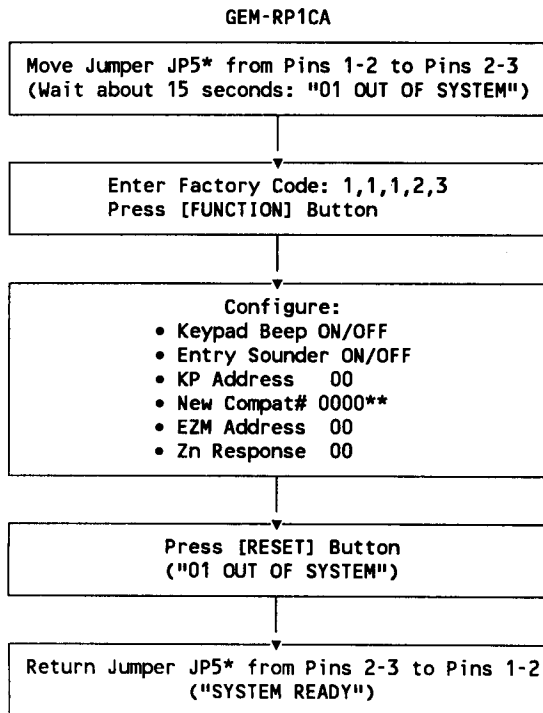 GEM-RP1CA
Move Jumper JP5* from Pins 1-2 to Pins 2-3
(Wait about 15 seconds: "01 OUT OF SYSTEM")
Enter Factory Code: 1,1,1,2,3
Press [FUNCTION] Button
Configure:
• Keypad Beep ON/OFF
• Entry Sounder ON/OFF
• KP Address 00
• New Compat# 0000**
• EZM Address 00
• Zn Response 00
Press [RESET] Button
("01 OUT OF SYSTEM")
Return Jumper JP5* from Pins 2-3 to Pins 1-2
("SYSTEM READY")